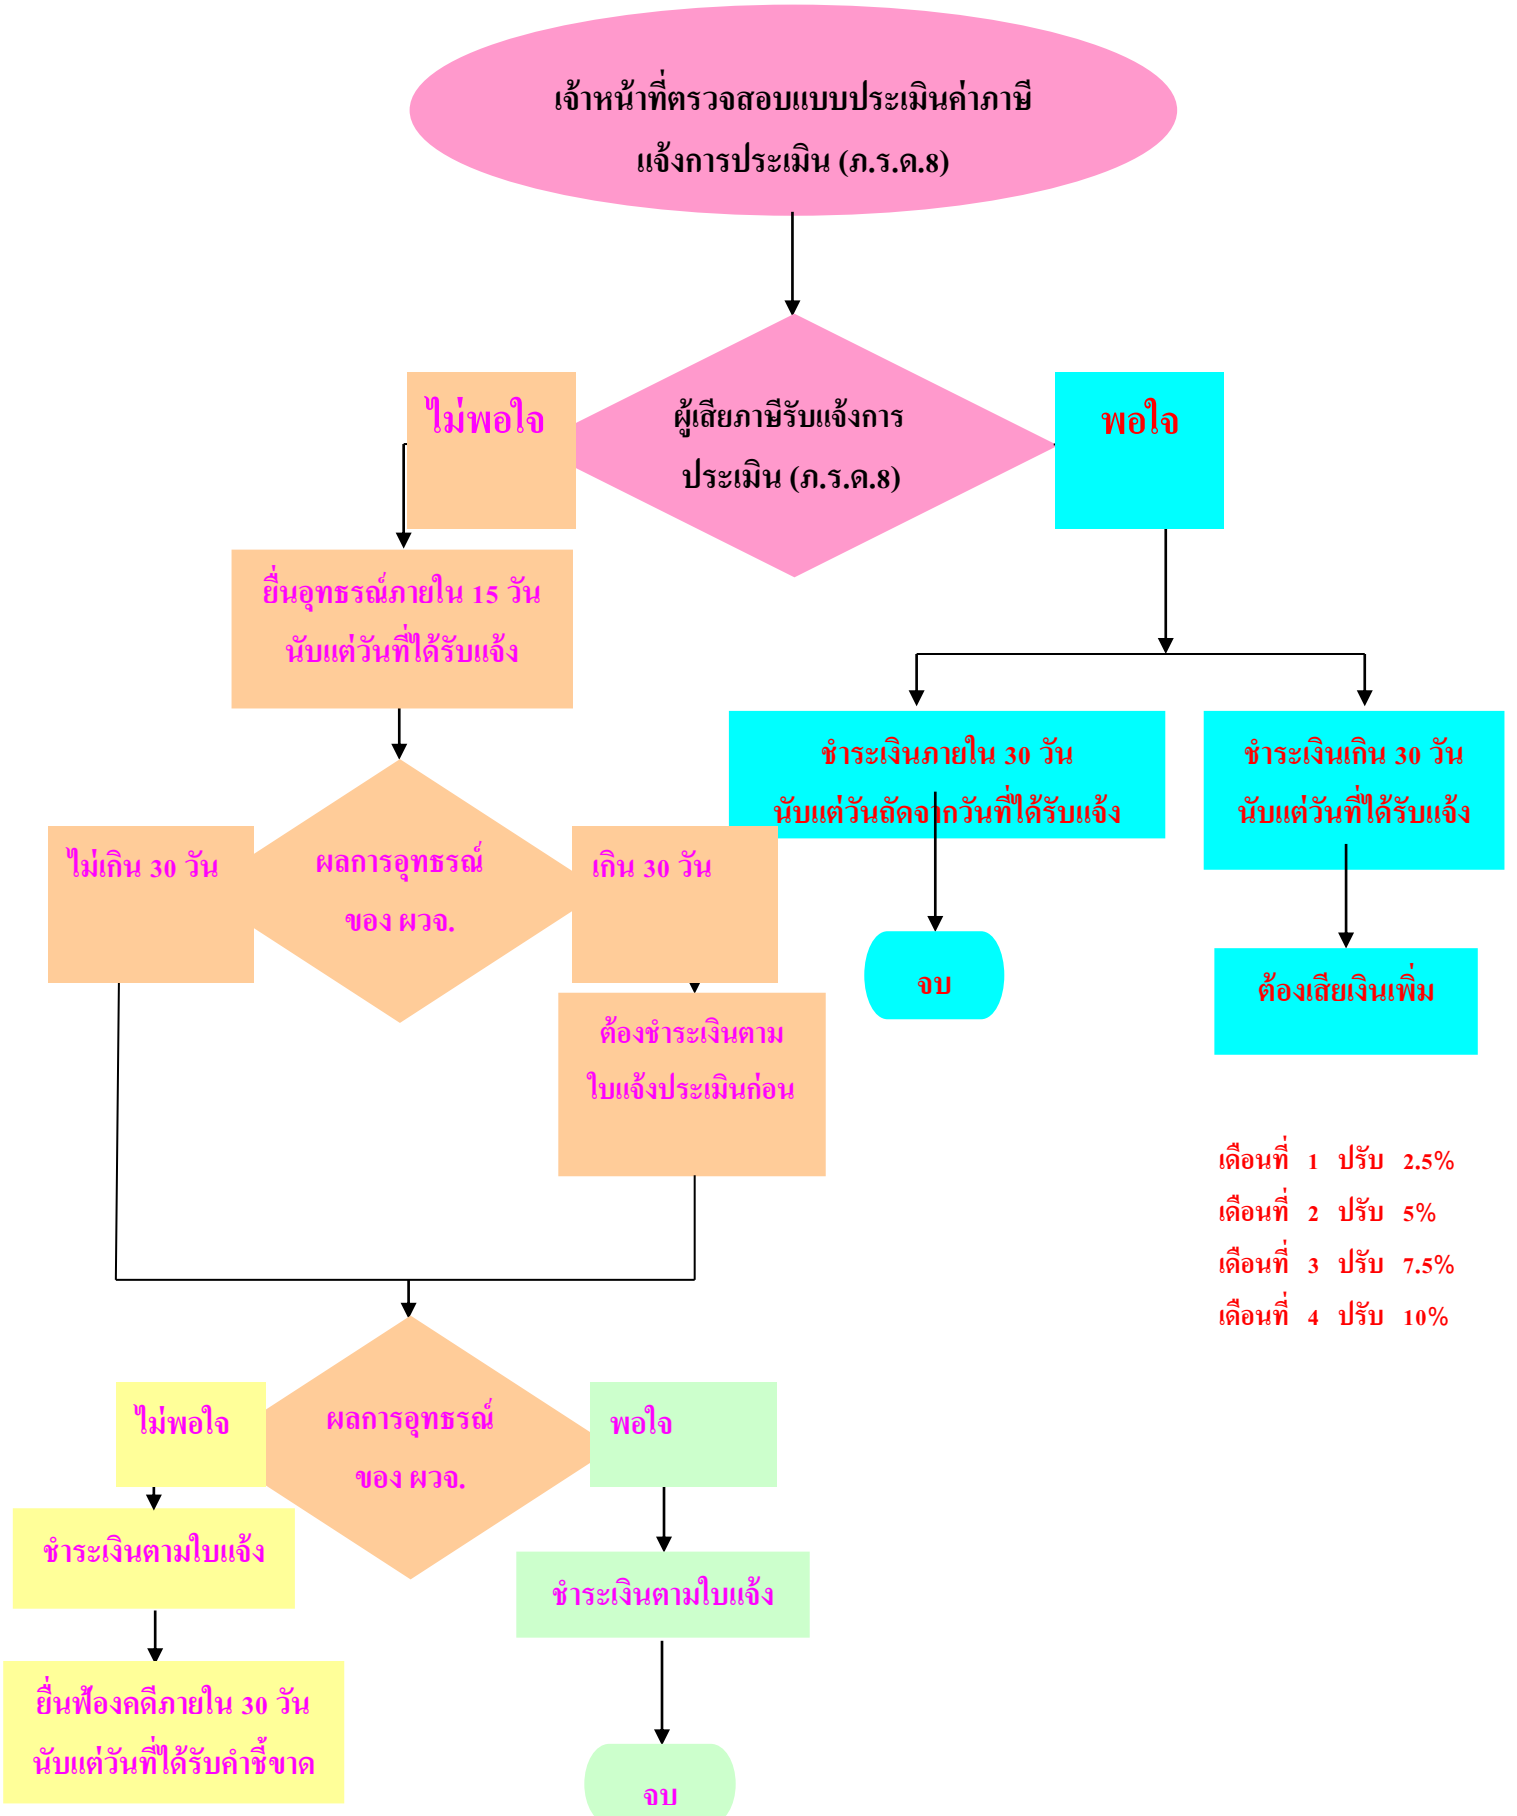 เจ้าหน้าที่ตรวจสอบแบบประเมินค่าภาษี
แจ้งการประเมิน (ภ.ร.ด.8)
ไม่พอใจ
ผู้เสียภาษีรับแจ้งการ
ประเมิน (ภ.ร.ด.8)
พอใจ
ยื่นอุทธรณ์ภายใน 15 วัน
นับแต่วันที่ได้รับแจ้ง
ชำระเงินภายใน 30 วัน
นับแต่วันถัดจากวันที่ได้รับแจ้ง
ชำระเงินเกิน 30 วัน
นับแต่วันที่ได้รับแจ้ง
ไม่เกิน 30 วัน
ผลการอุทธรณ์
ของ ผวจ.
เกิน 30 วัน
จบ
ต้องเสียเงินเพิ่ม
ต้องชำระเงินตาม
ใบแจ้งประเมินก่อน
เดือนที่ 1 ปรับ 2.5%
เดือนที่ 2 ปรับ 5%
เดือนที่ 3 ปรับ 7.5%
เดือนที่ 4 ปรับ 10%
ไม่พอใจ
ผลการอุทธรณ์
ของ ผวจ.
พอใจ
ชำระเงินตามใบแจ้ง
ชำระเงินตามใบแจ้ง
ยื่นฟ้องคดีภายใน 30 วัน
นับแต่วันที่ได้รับคำชี้ขาด
จบ